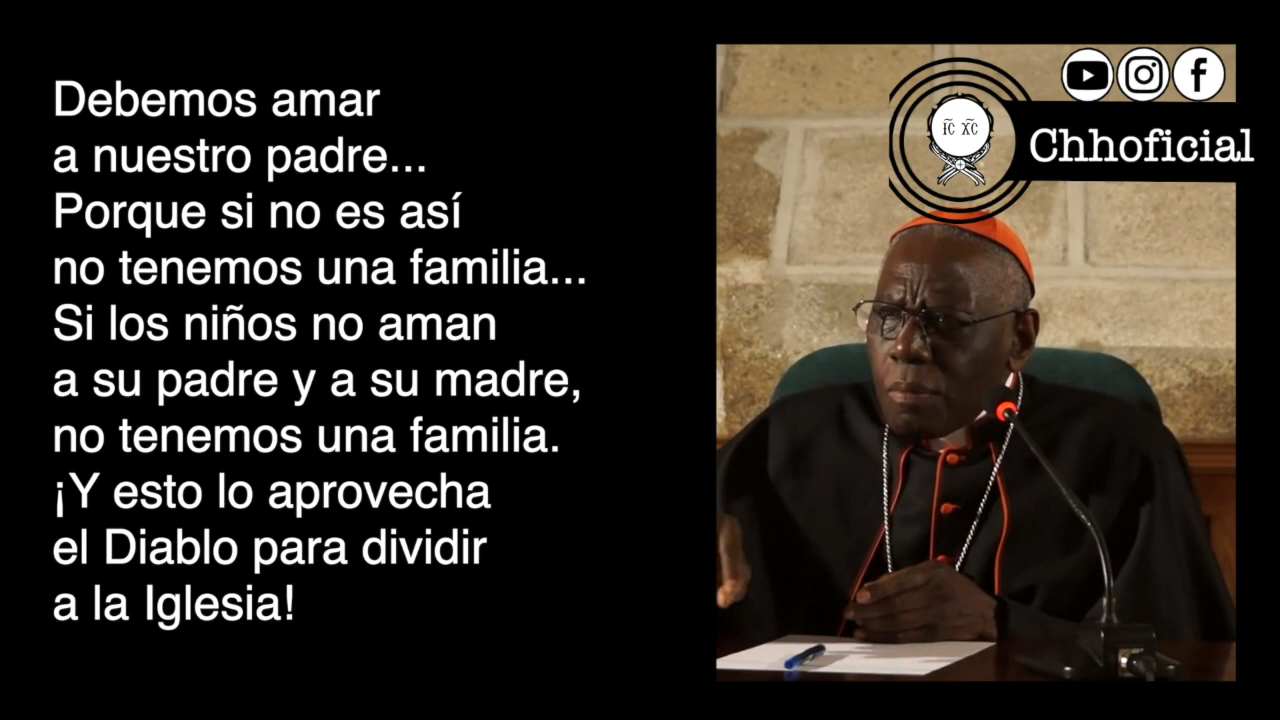 Debemos amar
a nuestro padre...
Porque si no es así
no tenemos una familia...
Si los niños no aman
a su padre y a su madre,
no tenemos una familia.
¡Y esto lo aprovecha
el Diablo para dividir
a la Iglesia!
IC XC
Chhoficial